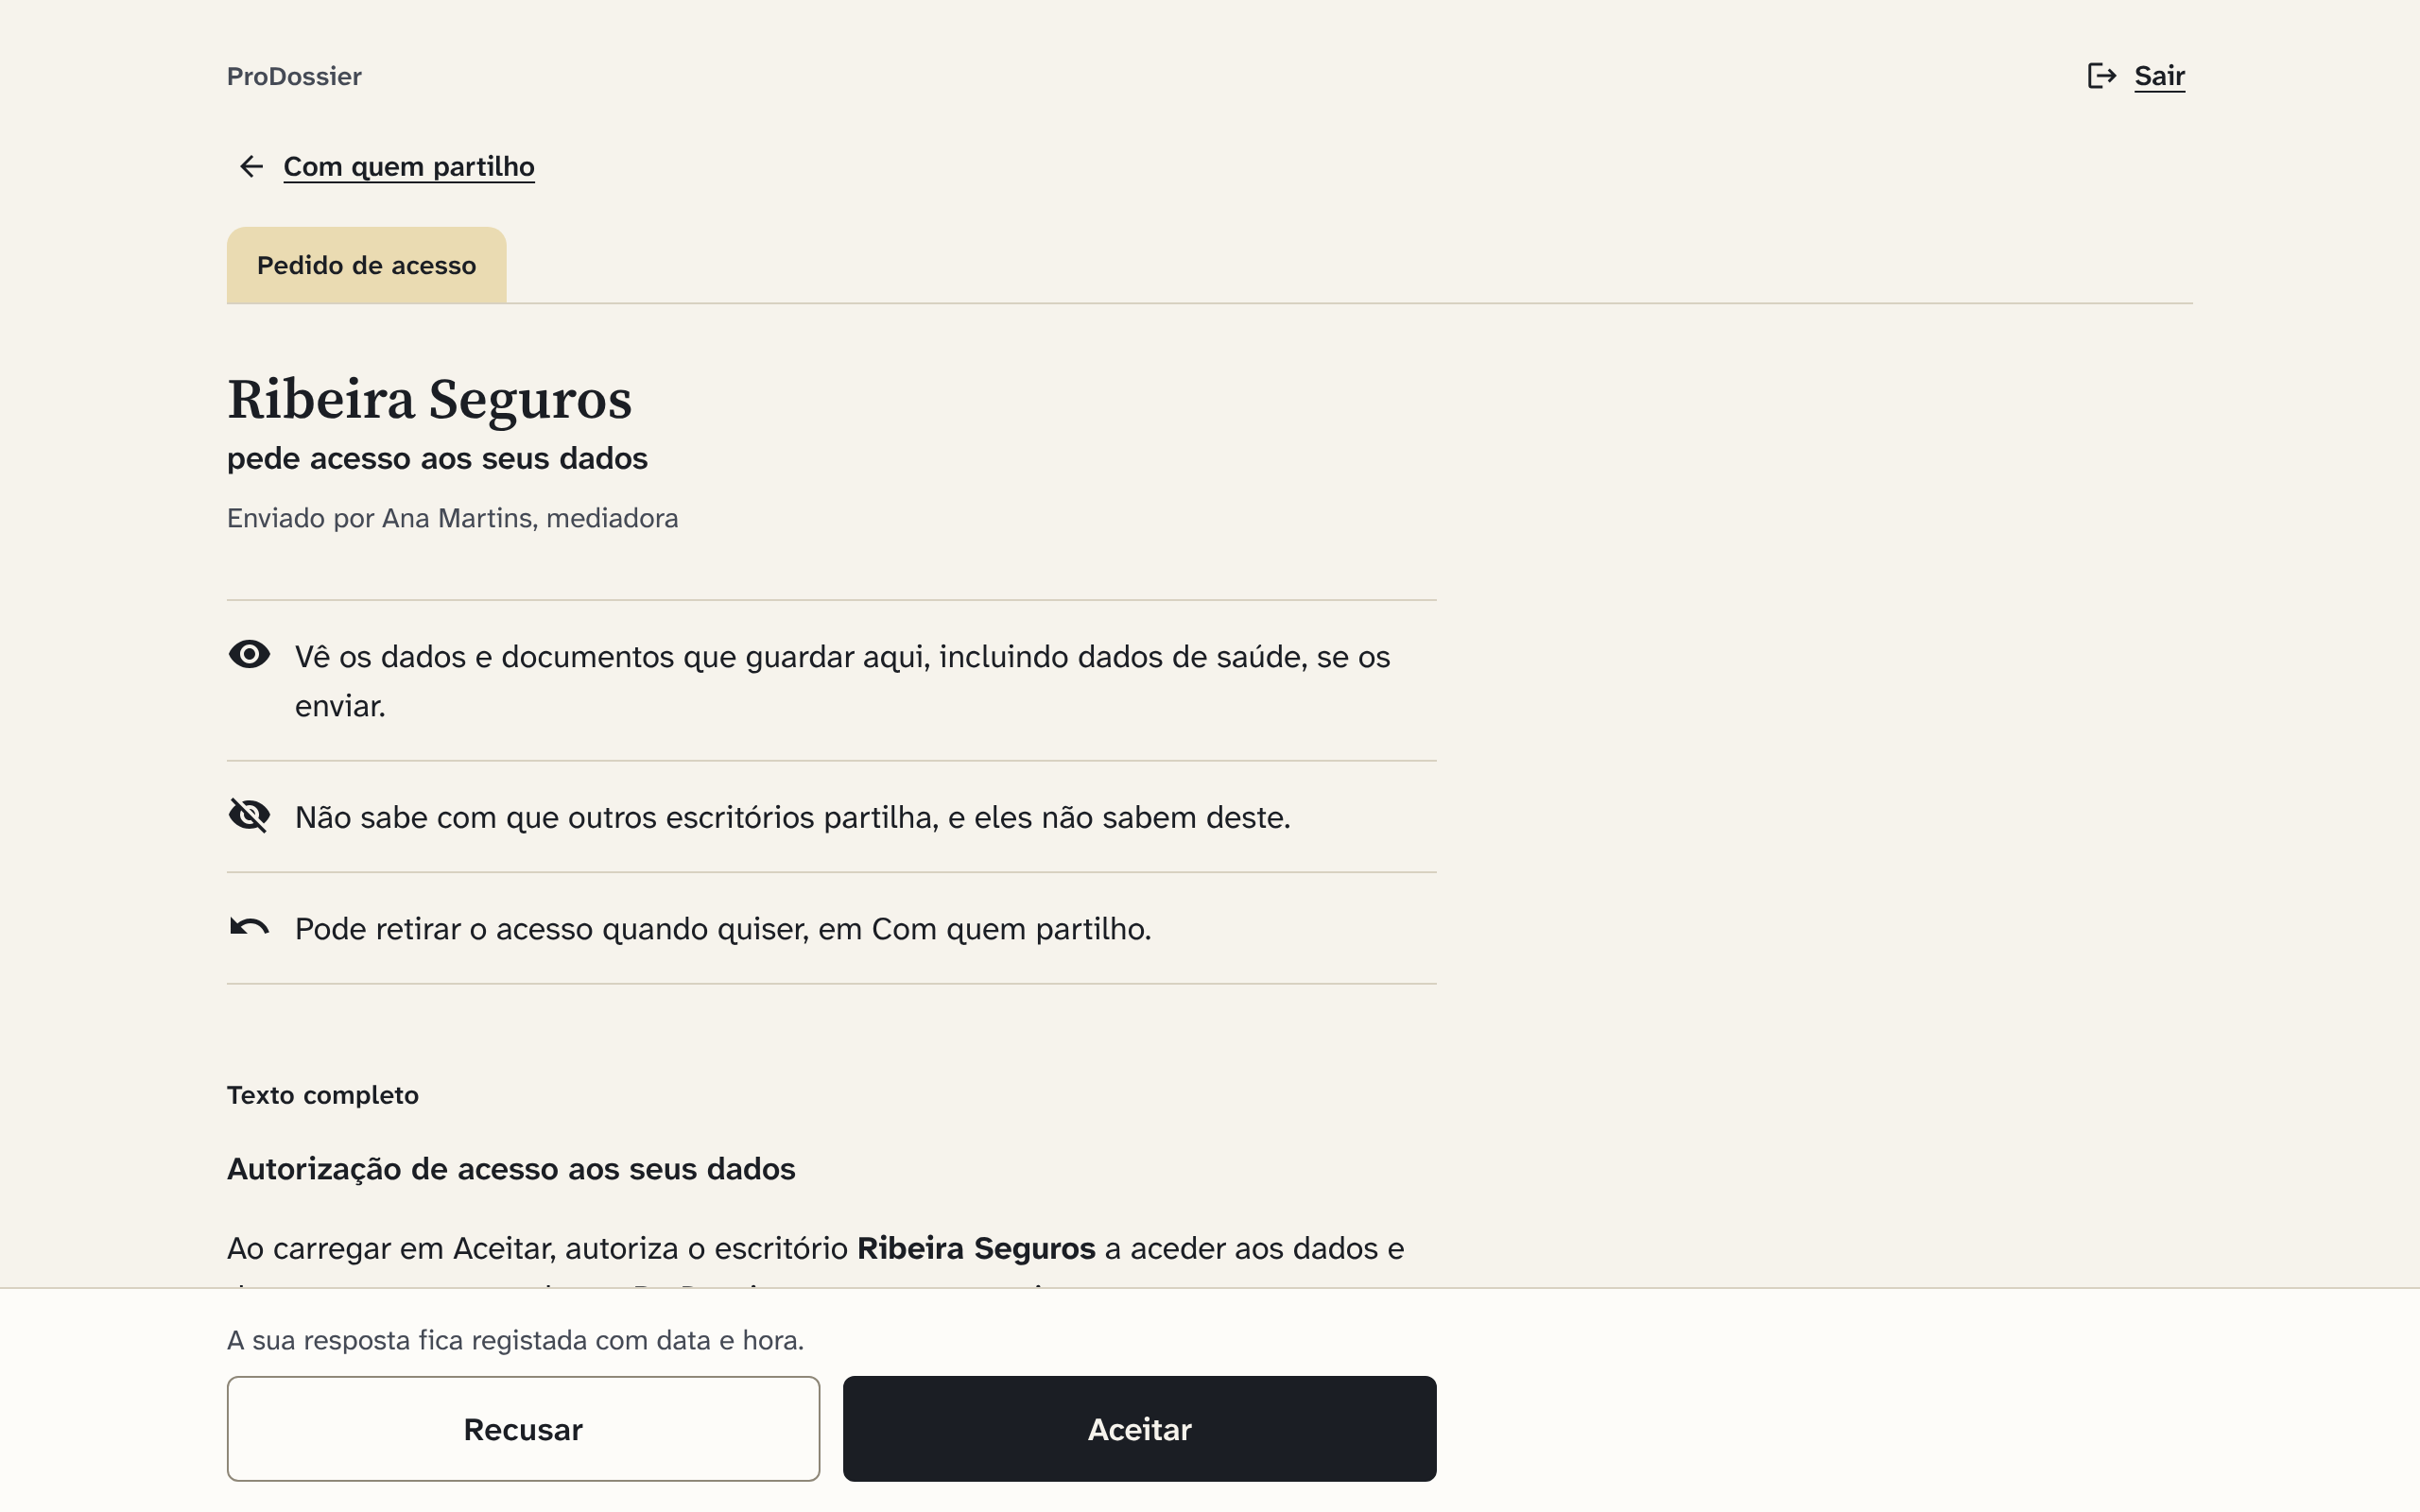 ProDossier
Sair
Com quem partilho
Pedido de acesso
Ribeira Seguros
pede acesso aos seus dados
Enviado por Ana Martins, mediadora
Vê os dados e documentos que guardar aqui, incluindo dados de saúde, se os
enviar.
Não sabe com que outros escritórios partilha, e eles não sabem deste.
Pode retirar o acesso quando quiser, em Com quem partilho.
Texto completo
Autorização de acesso aos seus dados
Ao carregar em Aceitar, autoriza o escritório Ribeira Seguros a aceder aos dados e
A sua resposta fica registada com data e hora.
Recusar
Aceitar